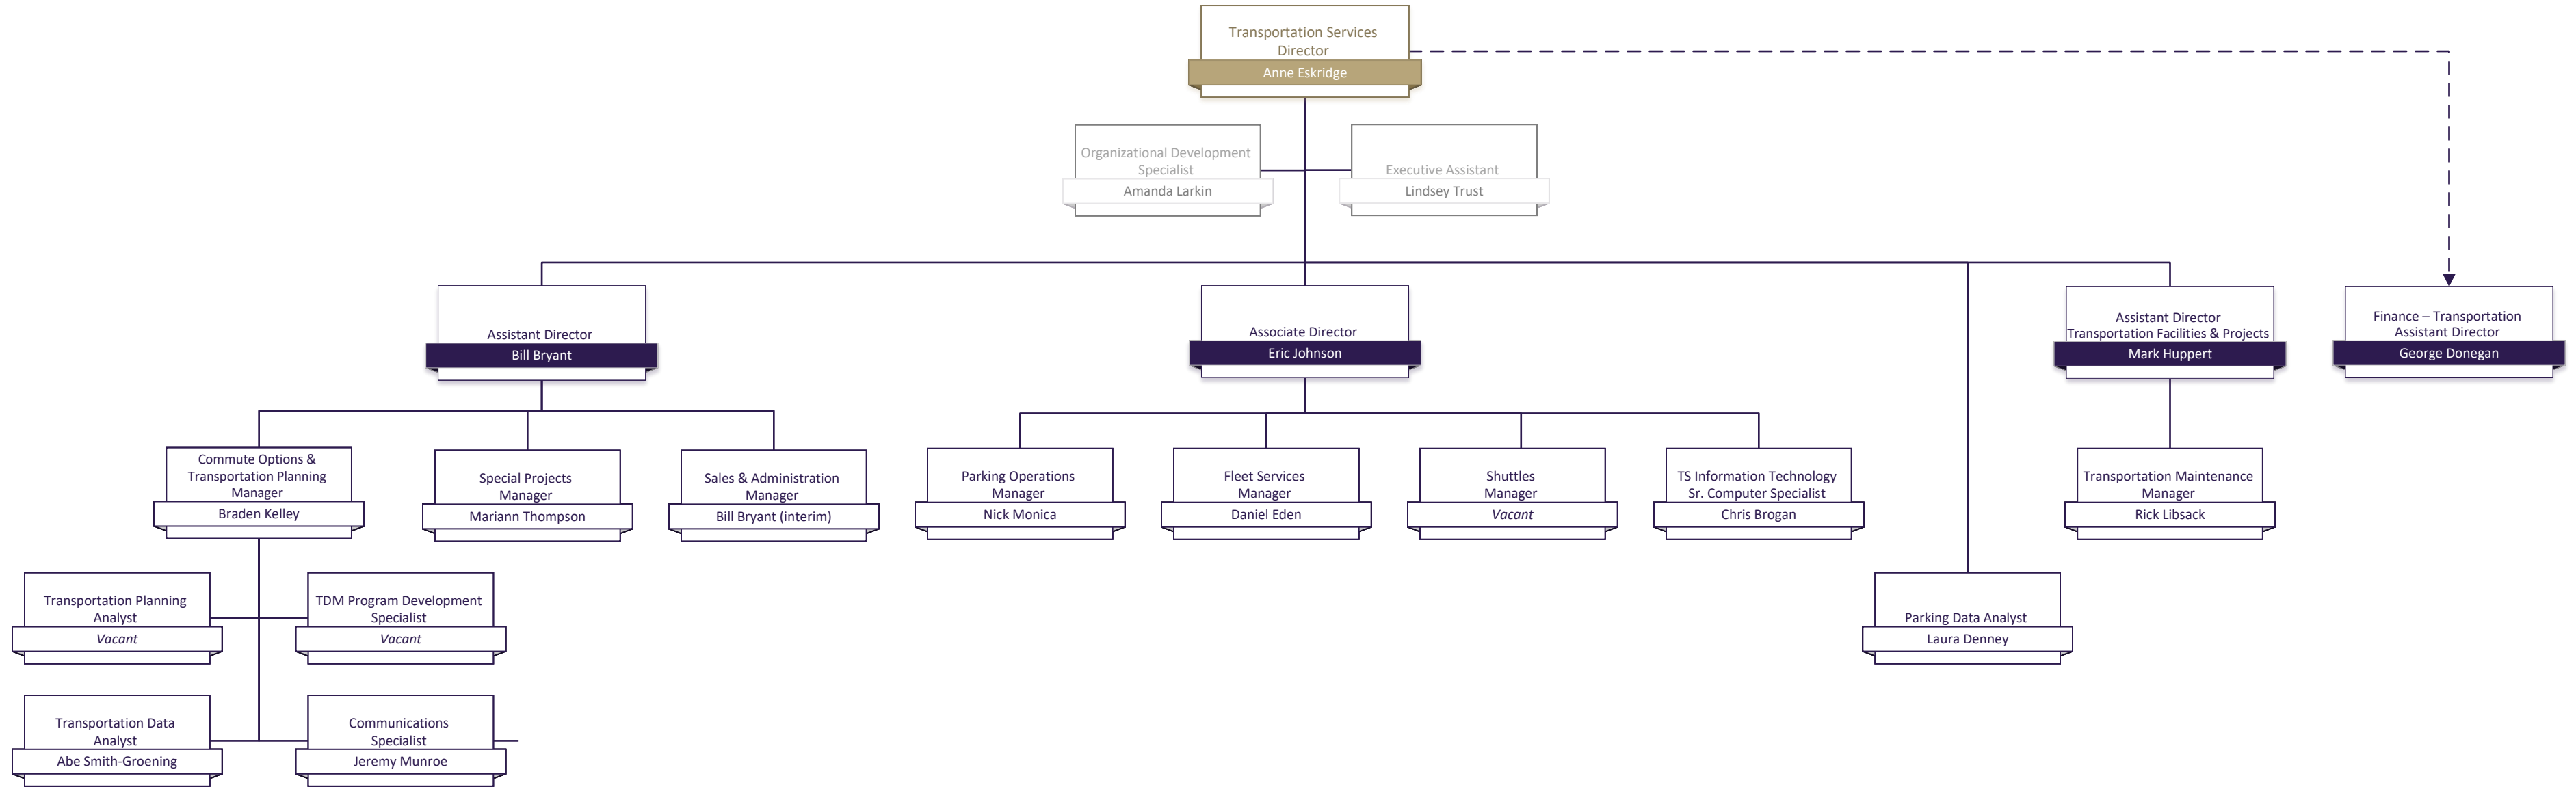 Transportation Services
Director
Anne Eskridge
Organizational Development
Specialist
Amanda Larkin
Executive Assistant
Lindsey Trust
Assistant Director
Bill Bryant
Associate Director
Eric Johnson
Assistant Director
Transportation Facilities & Projects
Mark Huppert
Finance – Transportation
Assistant Director
George Donegan
Commute Options &
Transportation Planning
Manager
Braden Kelley
Special Projects
Manager
Mariann Thompson
Sales & Administration
Manager
Bill Bryant (interim)
Parking Operations
Manager
Nick Monica
Fleet Services
Manager
Daniel Eden
Shuttles
Manager
Vacant
TS Information Technology
Sr. Computer Specialist
Chris Brogan
Transportation Maintenance
Manager
Rick Libsack
Transportation Planning
Analyst
Vacant
TDM Program Development
Specialist
Vacant
Parking Data Analyst
Laura Denney
Transportation Data
Analyst
Abe Smith-Groening
Communications
Specialist
Jeremy Munroe